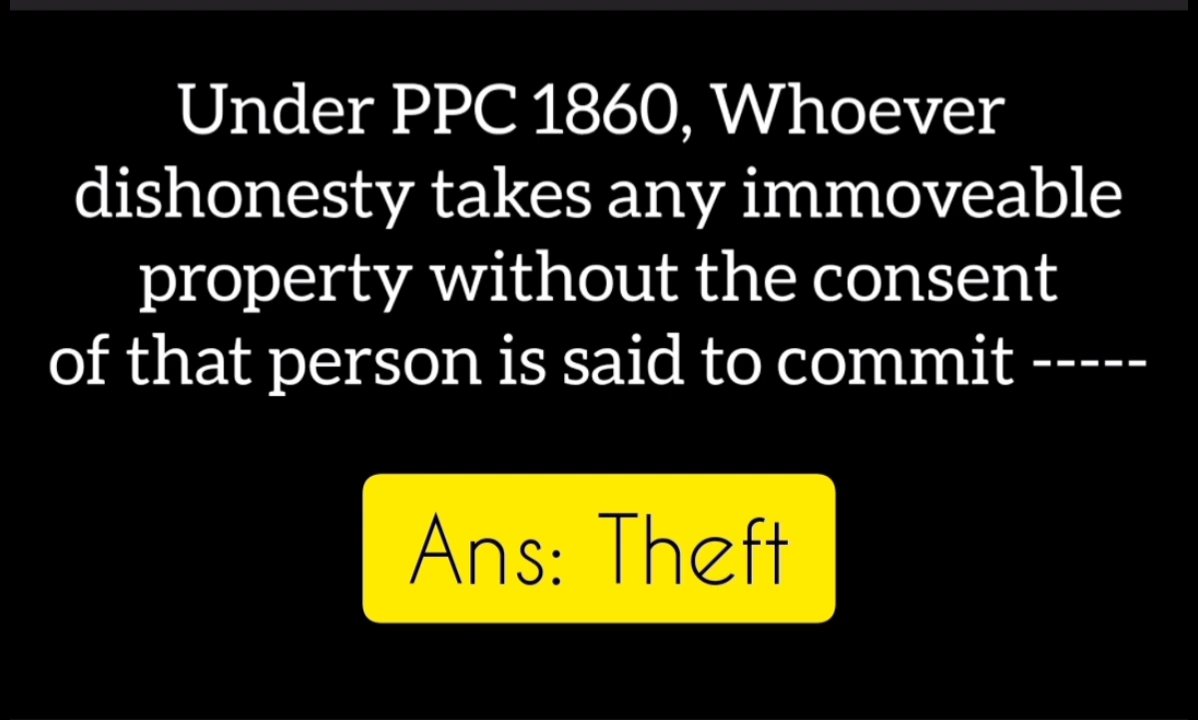 Under PPC 1860, Whoever
dishonesty takes any immoveable
property without the consent
of that person is said to commit -----
Ans: Theft